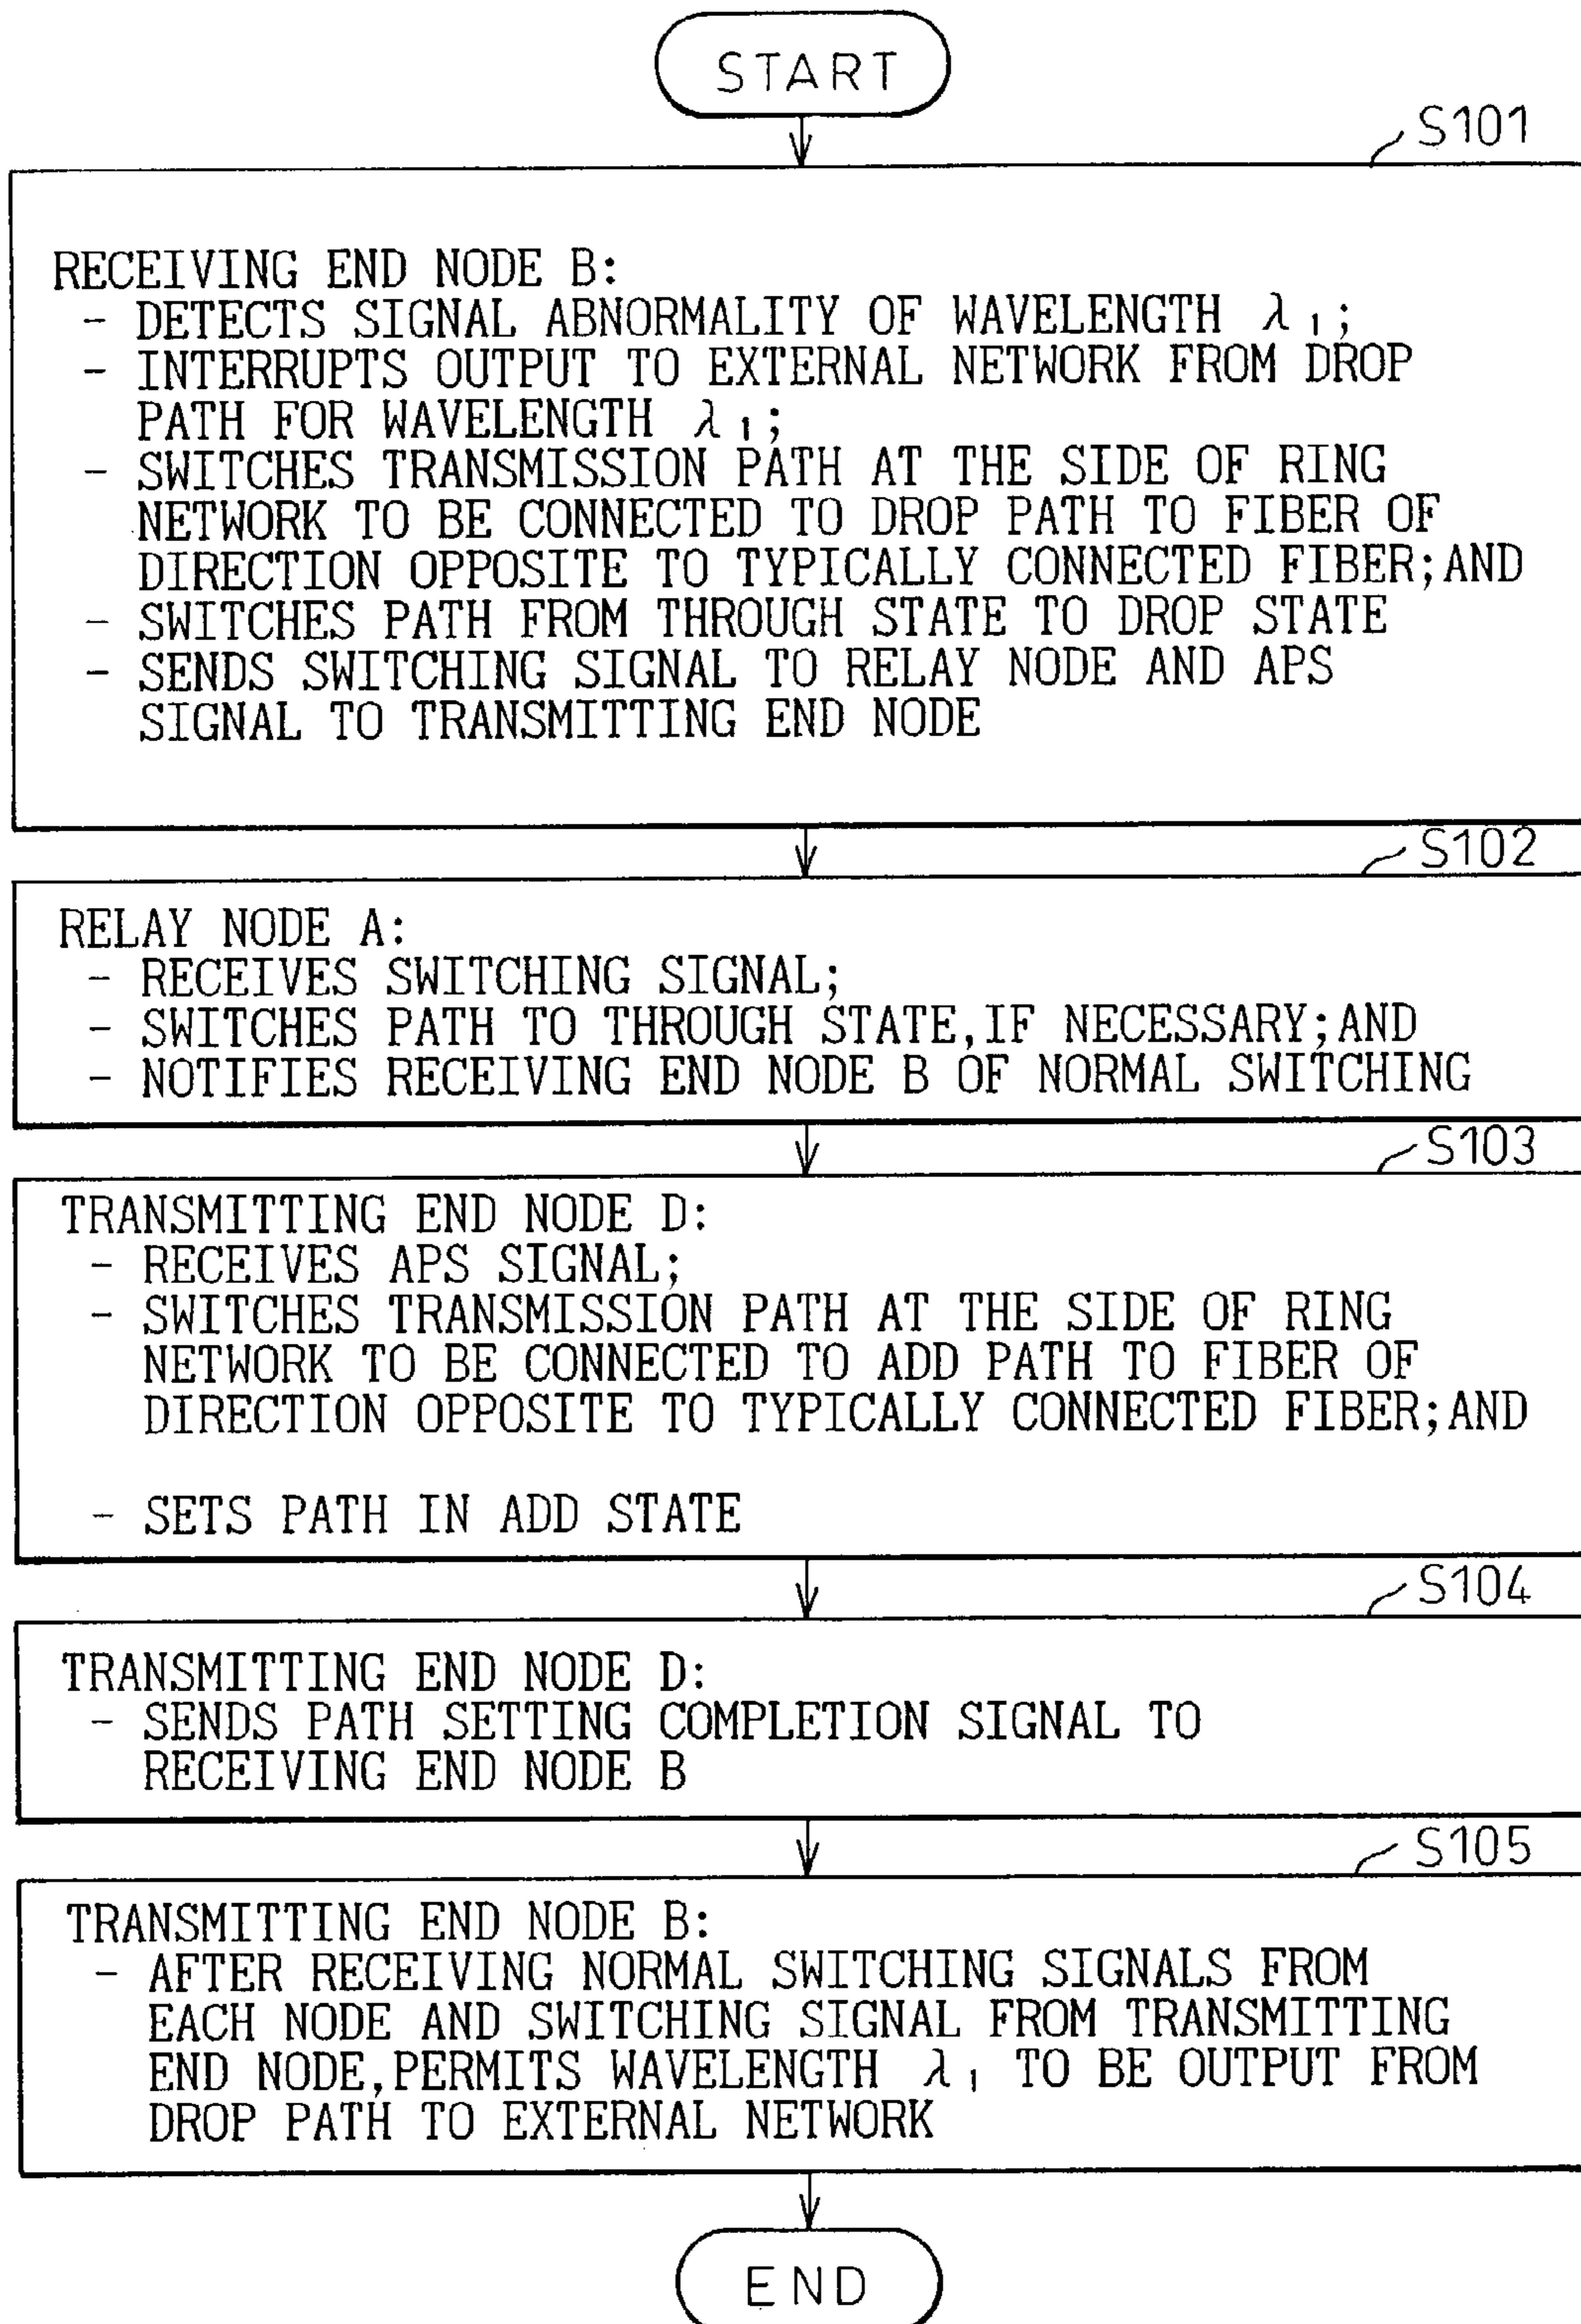 START
S101
RECEIVING END NODE B:
- DETECTS SIGNAL ABNORMALITY OF WAVELENGTH λ1;
- INTERRUPTS OUTPUT TO EXTERNAL NETWORK FROM DROP
PATH FOR WAVELENGTH λ1;
- SWITCHES TRANSMISSION PATH AT THE SIDE OF RING
NETWORK TO BE CONNECTED TO DROP PATH TO FIBER OF
DIRECTION OPPOSITE TO TYPICALLY CONNECTED FIBER;AND
- SWITCHES PATH FROM THROUGH STATE TO DROP STATE
- SENDS SWITCHING SIGNAL TO RELAY NODE AND APS
SIGNAL TO TRANSMITTING END NODE
S102
RELAY NODE A:
- RECEIVES SWITCHING SIGNAL;
- SWITCHES PATH TO THROUGH STATE,IF NECESSARY;AND
- NOTIFIES RECEIVING END NODE B OF NORMAL SWITCHING
S103
TRANSMITTING END NODE D:
- RECEIVES APS SIGNAL;
- SWITCHES TRANSMISSION PATH AT THE SIDE OF RING
NETWORK TO BE CONNECTED TO ADD PATH TO FIBER OF
DIRECTION OPPOSITE TO TYPICALLY CONNECTED FIBER;AND
- SETS PATH IN ADD STATE
S104
TRANSMITTING END NODE D:
- SENDS PATH SETTING COMPLETION SIGNAL TO
RECEIVING END NODE B
S105
TRANSMITTING END NODE B:
- AFTER RECEIVING NORMAL SWITCHING SIGNALS FROM
EACH NODE AND SWITCHING SIGNAL FROM TRANSMITTING
END NODE,PERMITS WAVELENGTH λ1 TO BE OUTPUT FROM
DROP PATH TO EXTERNAL NETWORK
END